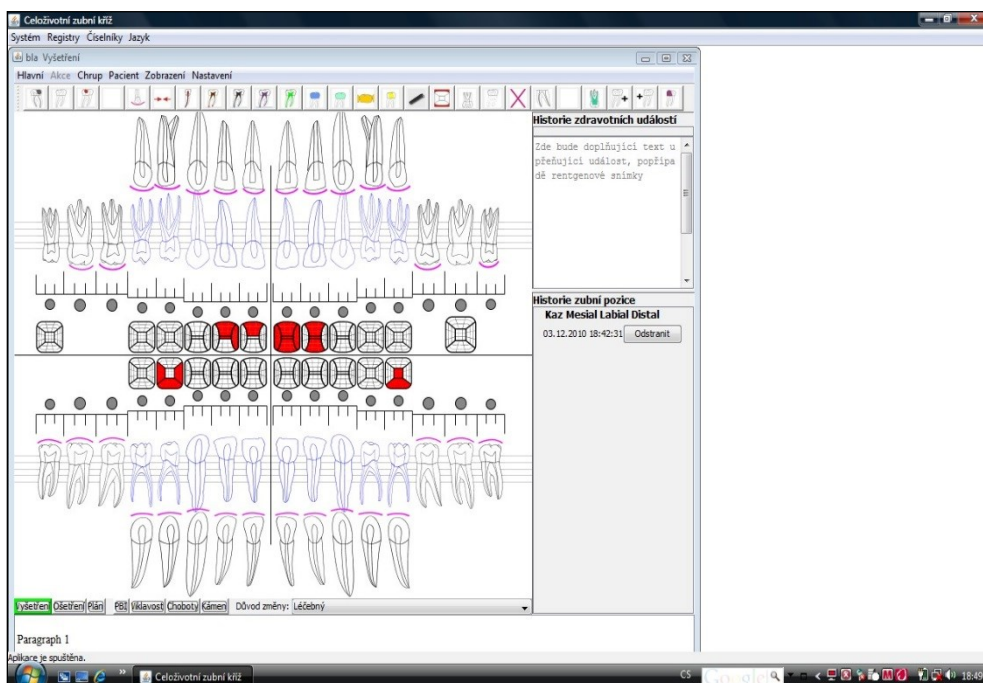 Celoživotní zubní kříž
Systém Registry Číselníky Jazyk
bla Vyšetření
Hlavní Akce Chrup Pacient Zobrazení Nastavení
Historie zdravotních událostí
Zde bude doplňující text u
přeňující událost, popřípa
dě rentgenové snímky
Historie zubní pozice
Kaz Mesial Labial Distal
03.12.2010 18:42:31 Odstranit
Vyšetření Ošetření Plán PBI Viklavost Choboty Kámen Důvod změny: Léčebný
Paragraph 1
Aplikace je spuštěna.
Celoživotní zubní kříž CS Google 18:49